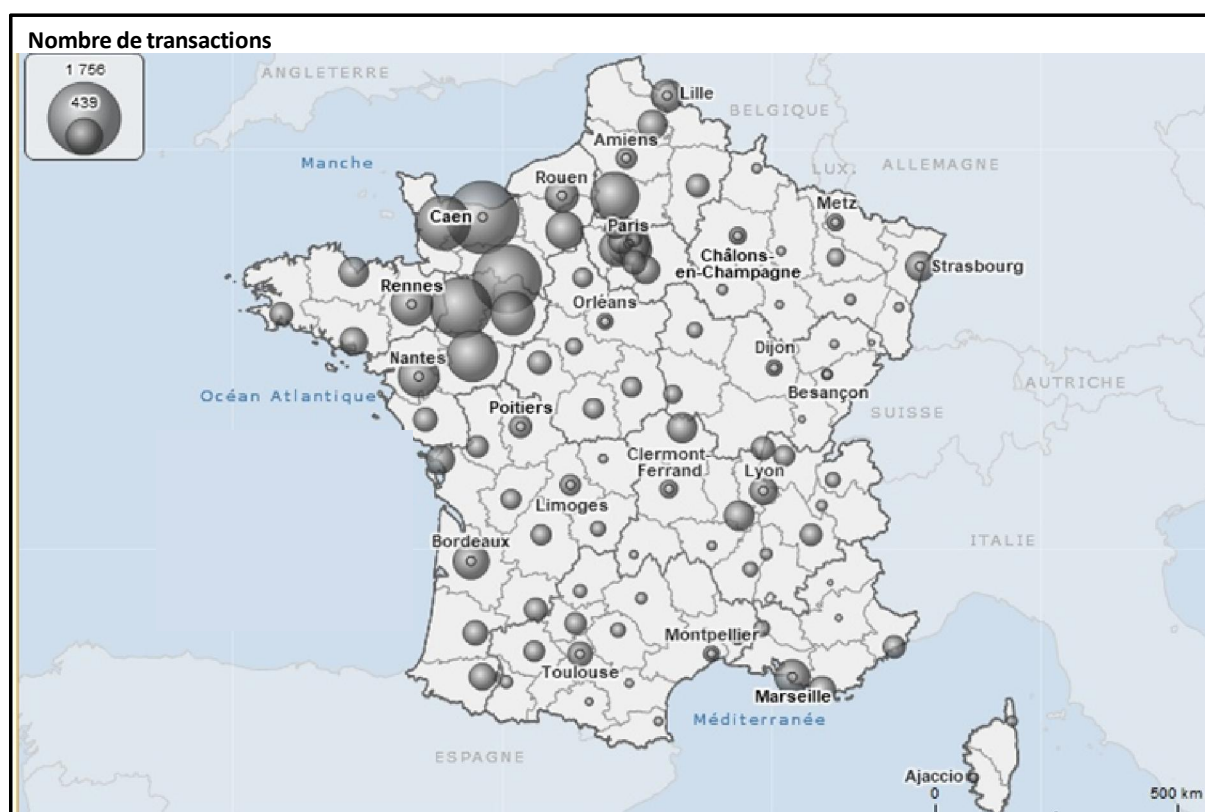 Nombre de transactions
1 756
439
ANGLETERRE
Lille
BELGIQUE
Amiens
Manche
LUX.
ALLEMAGNE
Rouen
Metz
Caen
Paris
Châlons-
en-Champagne
Strasbourg
Rennes
Orléans
Nantes
Dijon
Besançon
AUTRICHE
Océan Atlantique
SUISSE
Poitiers
Clermont-
Ferrand
Lyon
Limoges
Bordeaux
ITALIE
Montpellier
Toulouse
Marseille
Méditerranée
ESPAGNE
Ajaccio
0
500 km